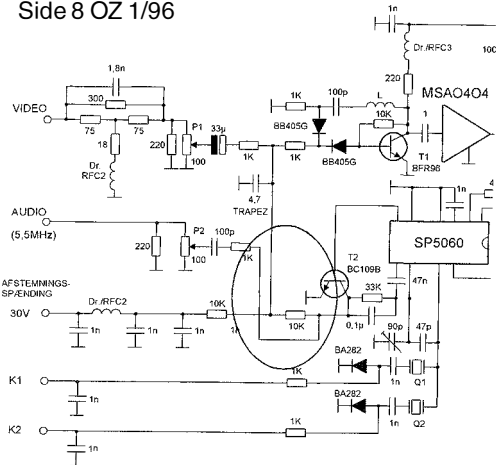 Side 8 OZ 1/96
1n
Dr./RFC3
100
1,8n
300
VIDEO
75
75
18
Dr.
RFC2
220
P1
100
33µ
1K
1K
1K
100p
L
BB405G
BB405G
10K
220
MSA0404
1
T1
BFR96
4,7
TRAPEZ
AUDIO
(5,5MHz)
220
P2
100
100p
1K
T2
BC109B
1n
4
SP5060
33K
47n
0,1µ
90p
47p
AFSTEMNINGS-
SPÆNDING
30V
Dr./RFC2
1n
1n
1n
10K
1n
10K
BA282
1n
Q1
BA282
1n
Q2
K1
1K
1n
K2
1K
1n